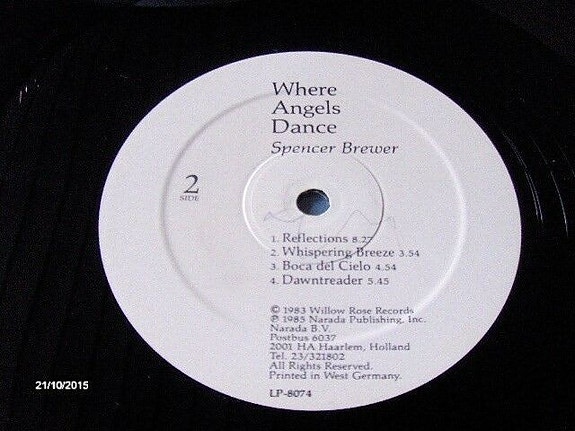 Where
Angels
Dance
Spencer Brewer
2
SIDE
1. Reflections 8.27
2. Whispering Breeze 3.54
3. Boca del Cielo 4.54
4. Dawntreader 5.45
© 1983 Willow Rose Records
℗ 1985 Narada Publishing, Inc.
Narada B.V.
Postbus 6037
2001 HA Haarlem, Holland
Tel. 23/321802
All Rights Reserved.
Printed in West Germany.
LP-8074
21/10/2015